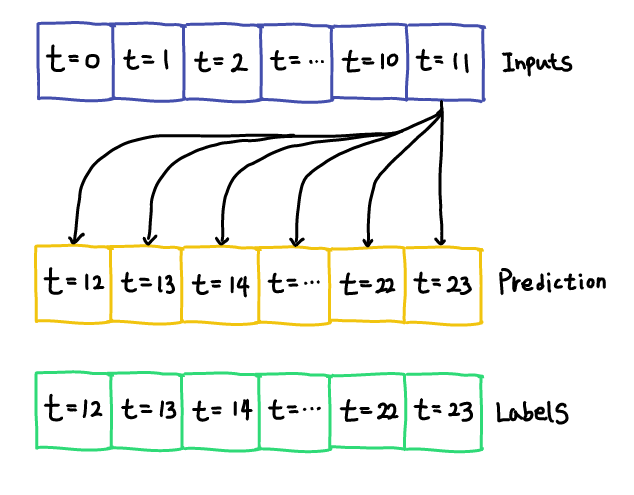 t=0 t=1 t=2 t=... t=10 t=11 Inputs
t=12 t=13 t=14 t=... t=22 t=23 Prediction
t=12 t=13 t=14 t=... t=22 t=23 Labels